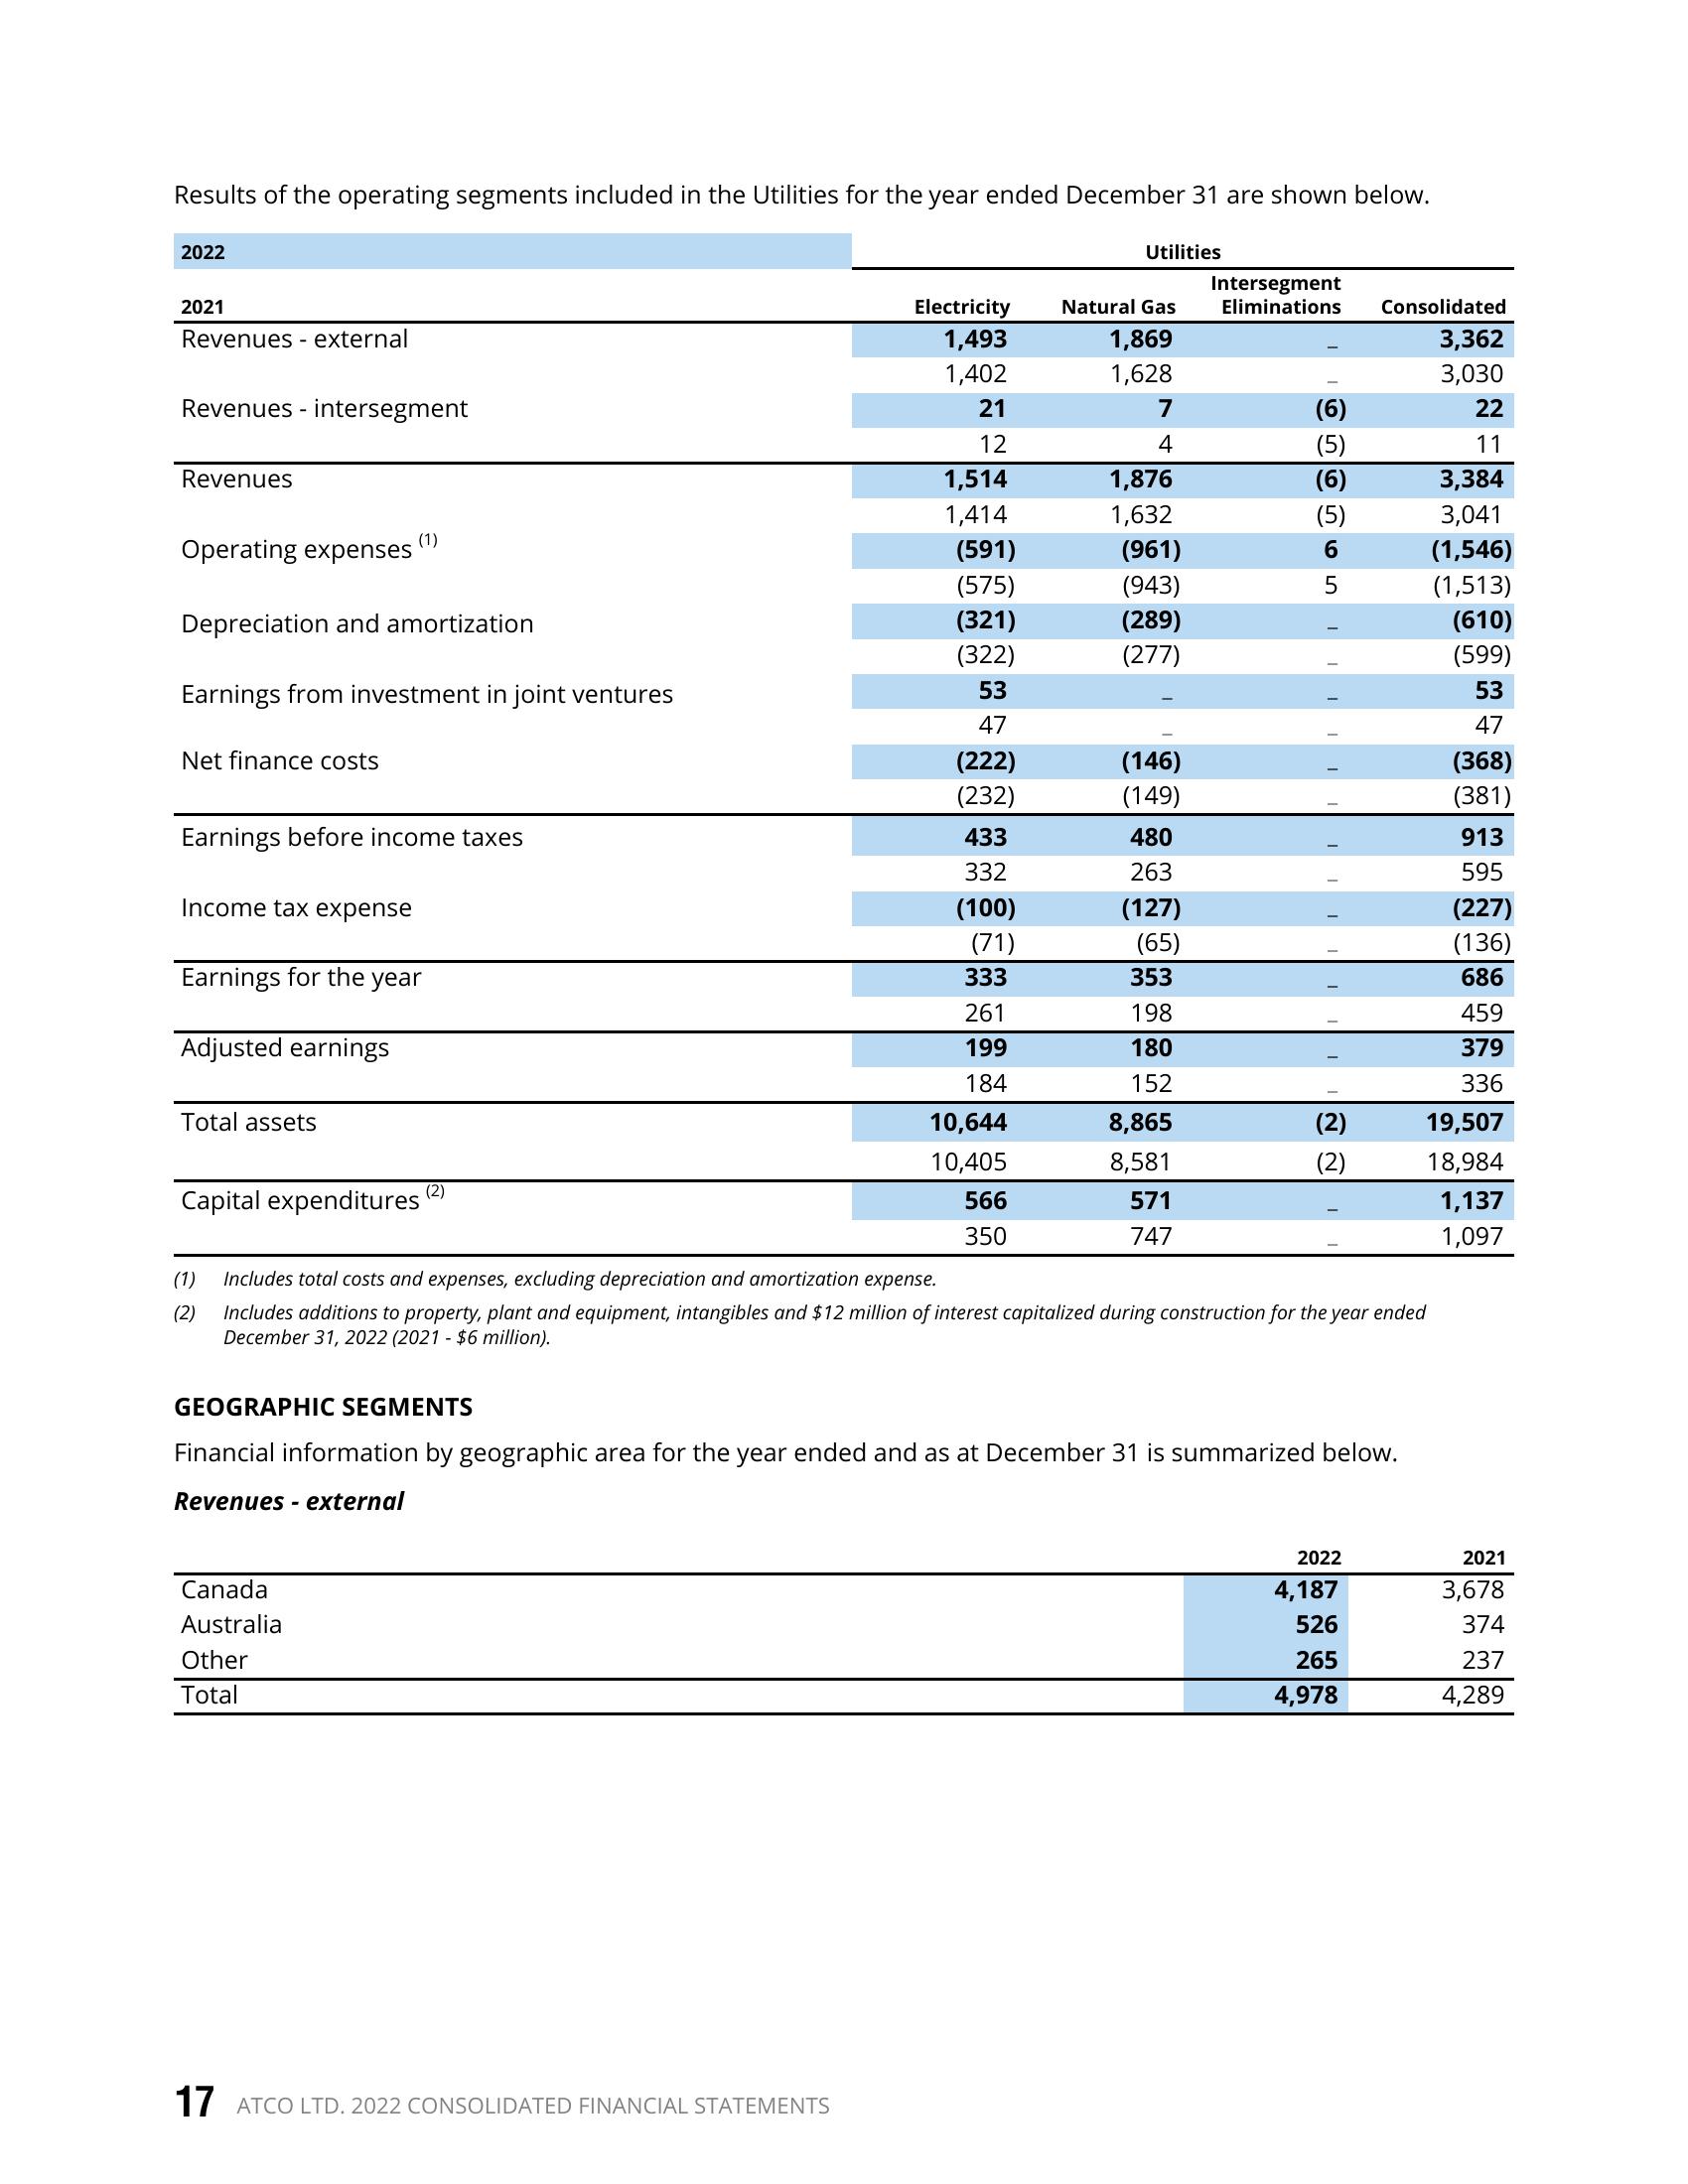 Results of the operating segments included in the Utilities for the year ended December 31 are shown below.
2022 Utilities
2021 Electricity Natural Gas Intersegment Eliminations Consolidated
Revenues - external 1,493 1,869 – 3,362
1,402 1,628 – 3,030
Revenues - intersegment 21 7 (6) 22
12 4 (5) 11
Revenues 1,514 1,876 (6) 3,384
1,414 1,632 (5) 3,041
Operating expenses (1) (591) (961) 6 (1,546)
(575) (943) 5 (1,513)
Depreciation and amortization (321) (289) – (610)
(322) (277) – (599)
Earnings from investment in joint ventures 53 – – 53
47 – – 47
Net finance costs (222) (146) – (368)
(232) (149) – (381)
Earnings before income taxes 433 480 – 913
332 263 – 595
Income tax expense (100) (127) – (227)
(71) (65) – (136)
Earnings for the year 333 353 – 686
261 198 – 459
Adjusted earnings 199 180 – 379
184 152 – 336
Total assets 10,644 8,865 (2) 19,507
10,405 8,581 (2) 18,984
Capital expenditures (2) 566 571 – 1,137
350 747 – 1,097
(1) Includes total costs and expenses, excluding depreciation and amortization expense.
(2) Includes additions to property, plant and equipment, intangibles and $12 million of interest capitalized during construction for the year ended
December 31, 2022 (2021 - $6 million).
GEOGRAPHIC SEGMENTS
Financial information by geographic area for the year ended and as at December 31 is summarized below.
Revenues - external
2022 2021
Canada 4,187 3,678
Australia 526 374
Other 265 237
Total 4,978 4,289
17 ATCO LTD. 2022 CONSOLIDATED FINANCIAL STATEMENTS